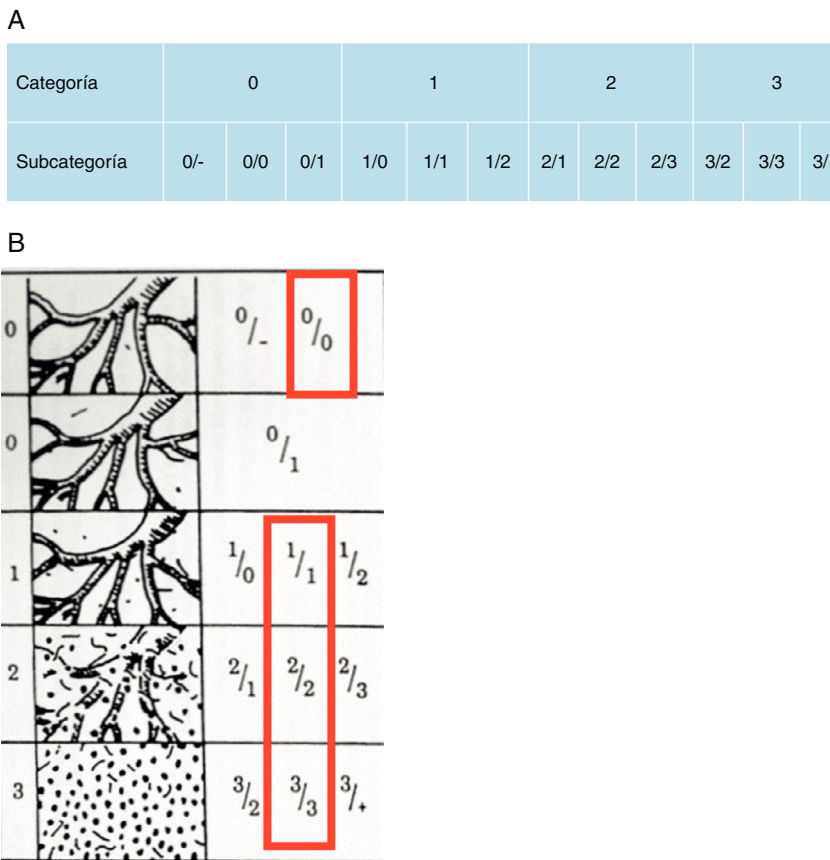 A
Categoría 0 1 2 3
Subcategoría 0/- 0/0 0/1 1/0 1/1 1/2 2/1 2/2 2/3 3/2 3/3 3/
B
0 0/- 0/0
0 0/1
1 1/0 1/1 1/2
2 2/1 2/2 2/3
3 3/2 3/3 3/+